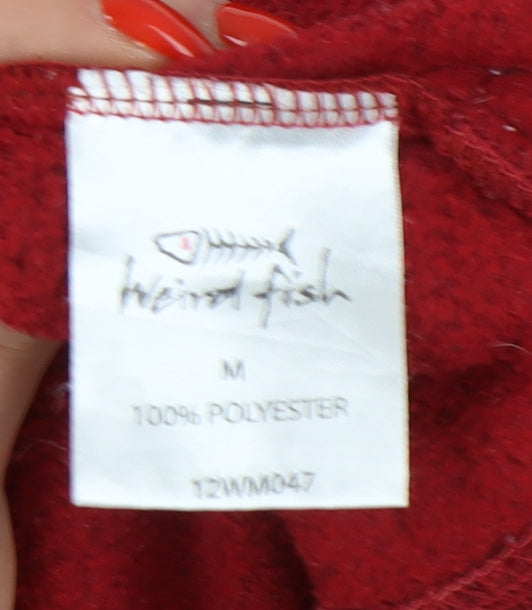 Weird fish
M
100% POLYESTER
12WM047